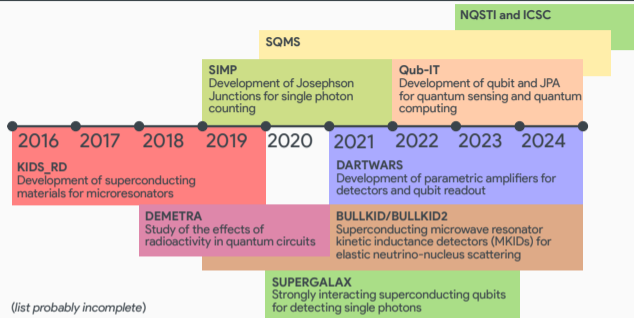 NQSTI and ICSC
SQMS
SIMP
Development of Josephson
Junctions for single photon
counting
Qub-IT
Development of qubit and JPA
for quantum sensing and quantum
computing
2016 2017 2018 2019 2020 2021 2022 2023 2024
KIDS_RD
Development of superconducting
materials for microresonators
DARTWARS
Development of parametric amplifiers for
detectors and qubit readout
DEMETRA
Study of the effects of
radioactivity in quantum circuits
BULLKID/BULLKID2
Superconducting microwave resonator
kinetic inductance detectors (MKIDs) for
elastic neutrino-nucleus scattering
SUPERGALAX
Strongly interacting superconducting qubits
for detecting single photons
(list probably incomplete)